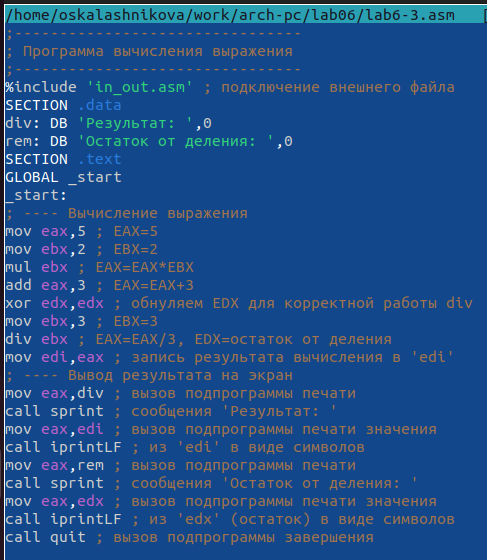 /home/oskalashnikova/work/arch-pc/lab06/lab6-3.asm
;--------------------------------
; Программа вычисления выражения
;--------------------------------
%include 'in_out.asm' ; подключение внешнего файла
SECTION .data
div: DB 'Результат: ',0
rem: DB 'Остаток от деления: ',0
SECTION .text
GLOBAL _start
_start:
; ---- Вычисление выражения
mov eax,5 ; EAX=5
mov ebx,2 ; EBX=2
mul ebx ; EAX=EAX*EBX
add eax,3 ; EAX=EAX+3
xor edx,edx ; обнуляем EDX для корректной работы div
mov ebx,3 ; EBX=3
div ebx ; EAX=EAX/3, EDX=остаток от деления
mov edi,eax ; запись результата вычисления в 'edi'
; ---- Вывод результата на экран
mov eax,div ; вызов подпрограммы печати
call sprint ; сообщения 'Результат: '
mov eax,edi ; вызов подпрограммы печати значения
call iprintLF ; из 'edi' в виде символов
mov eax,rem ; вызов подпрограммы печати
call sprint ; сообщения 'Остаток от деления: '
mov eax,edx ; вызов подпрограммы печати значения
call iprintLF ; из 'edx' (остаток) в виде символов
call quit ; вызов подпрограммы завершения